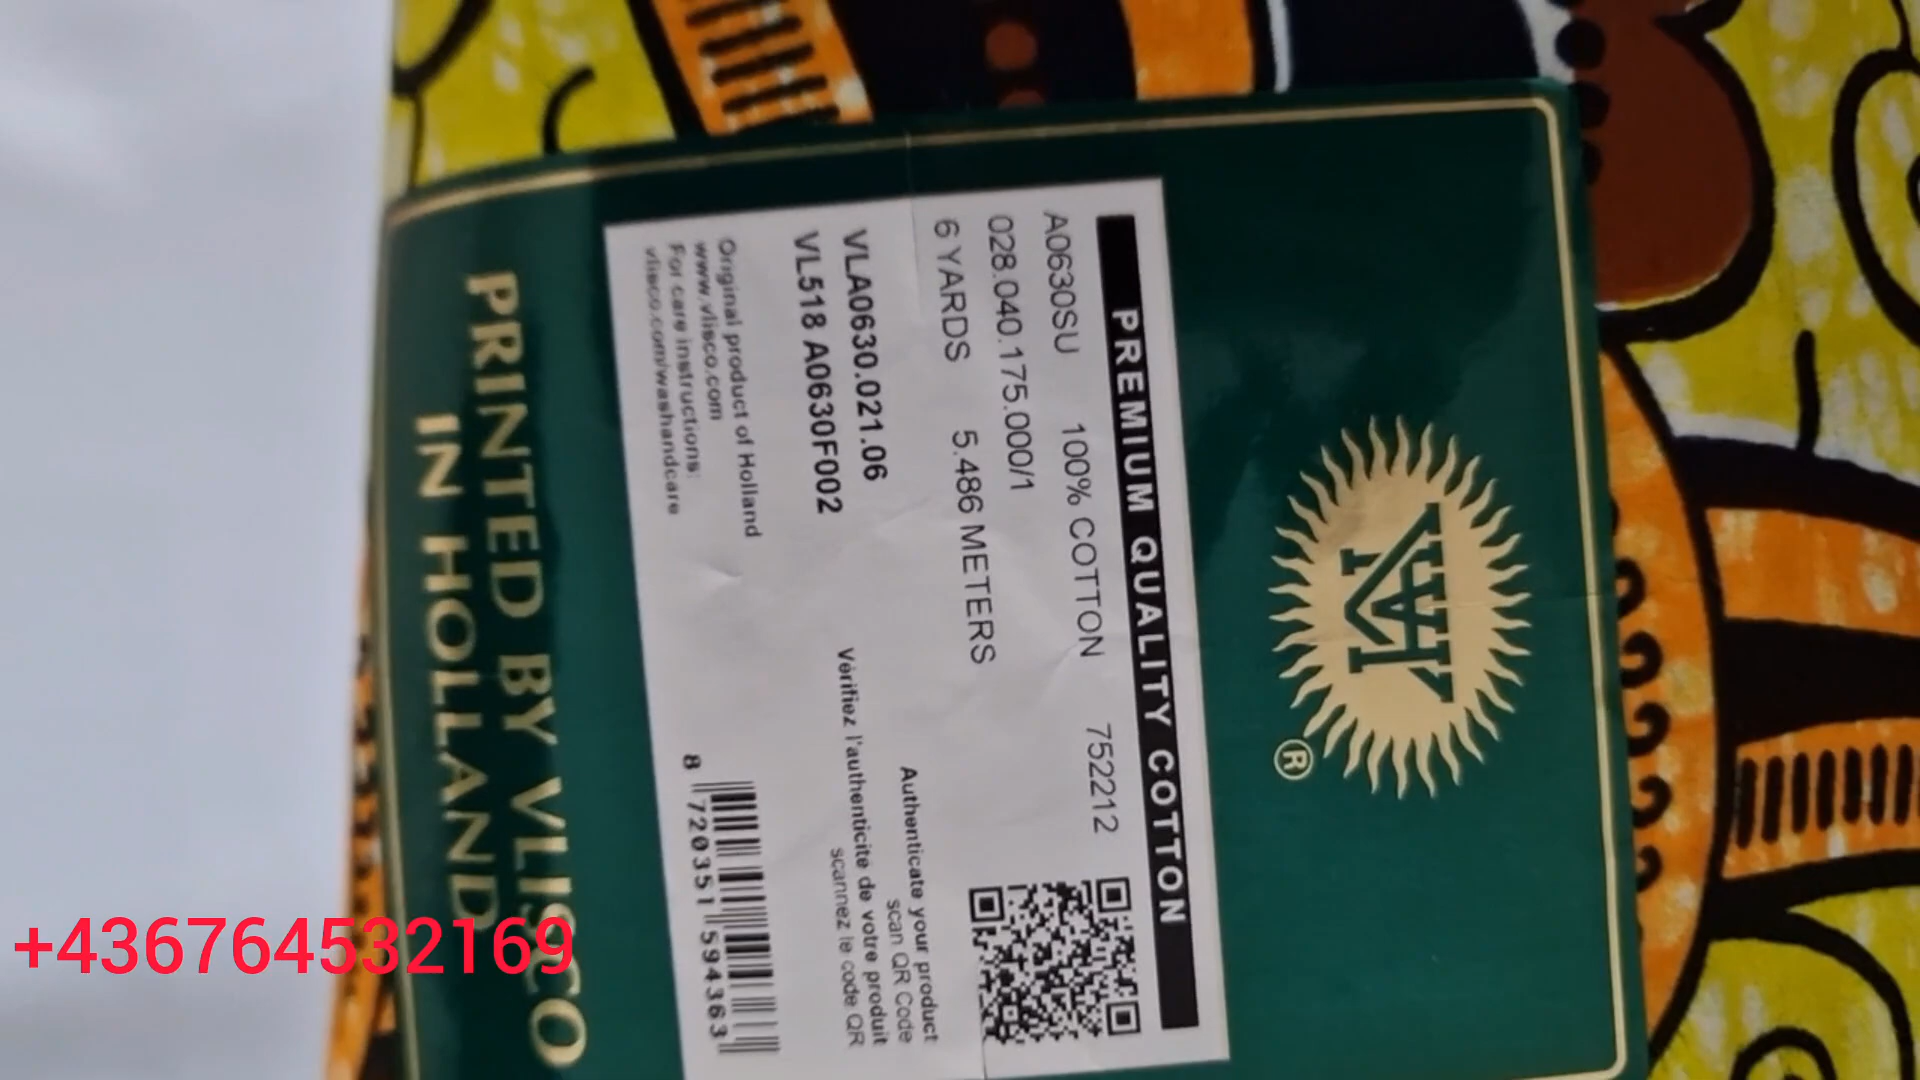 VH
®
PREMIUM QUALITY COTTON
A0630SU 100% COTTON 752212
028.040.175.000/1
6 YARDS 5.486 METERS
VLA0630.021.06
VL518 A0630F002
Authenticate your product
scan QR Code
Vérifiez l'authenticité de votre produit
scannez le code QR
Original product of Holland
www.vlisco.com
For care instructions:
vlisco.com/washandcare
8 720351 594363
PRINTED BY VLISCO
IN HOLLAND
+436764532169